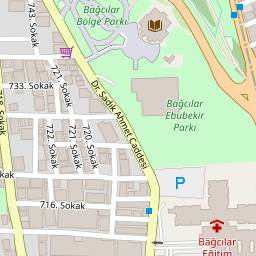 743. Sokak
Bağcılar
Bölge Parkı
733. Sokak
721. Sokak
Dr. Sadık Ahmet Caddesi
Bağcılar
Ebubekir
Parkı
718. Sokak
722. Sokak
721. Sokak
720. Sokak
P
716. Sokak
Bağcılar
Eğitim